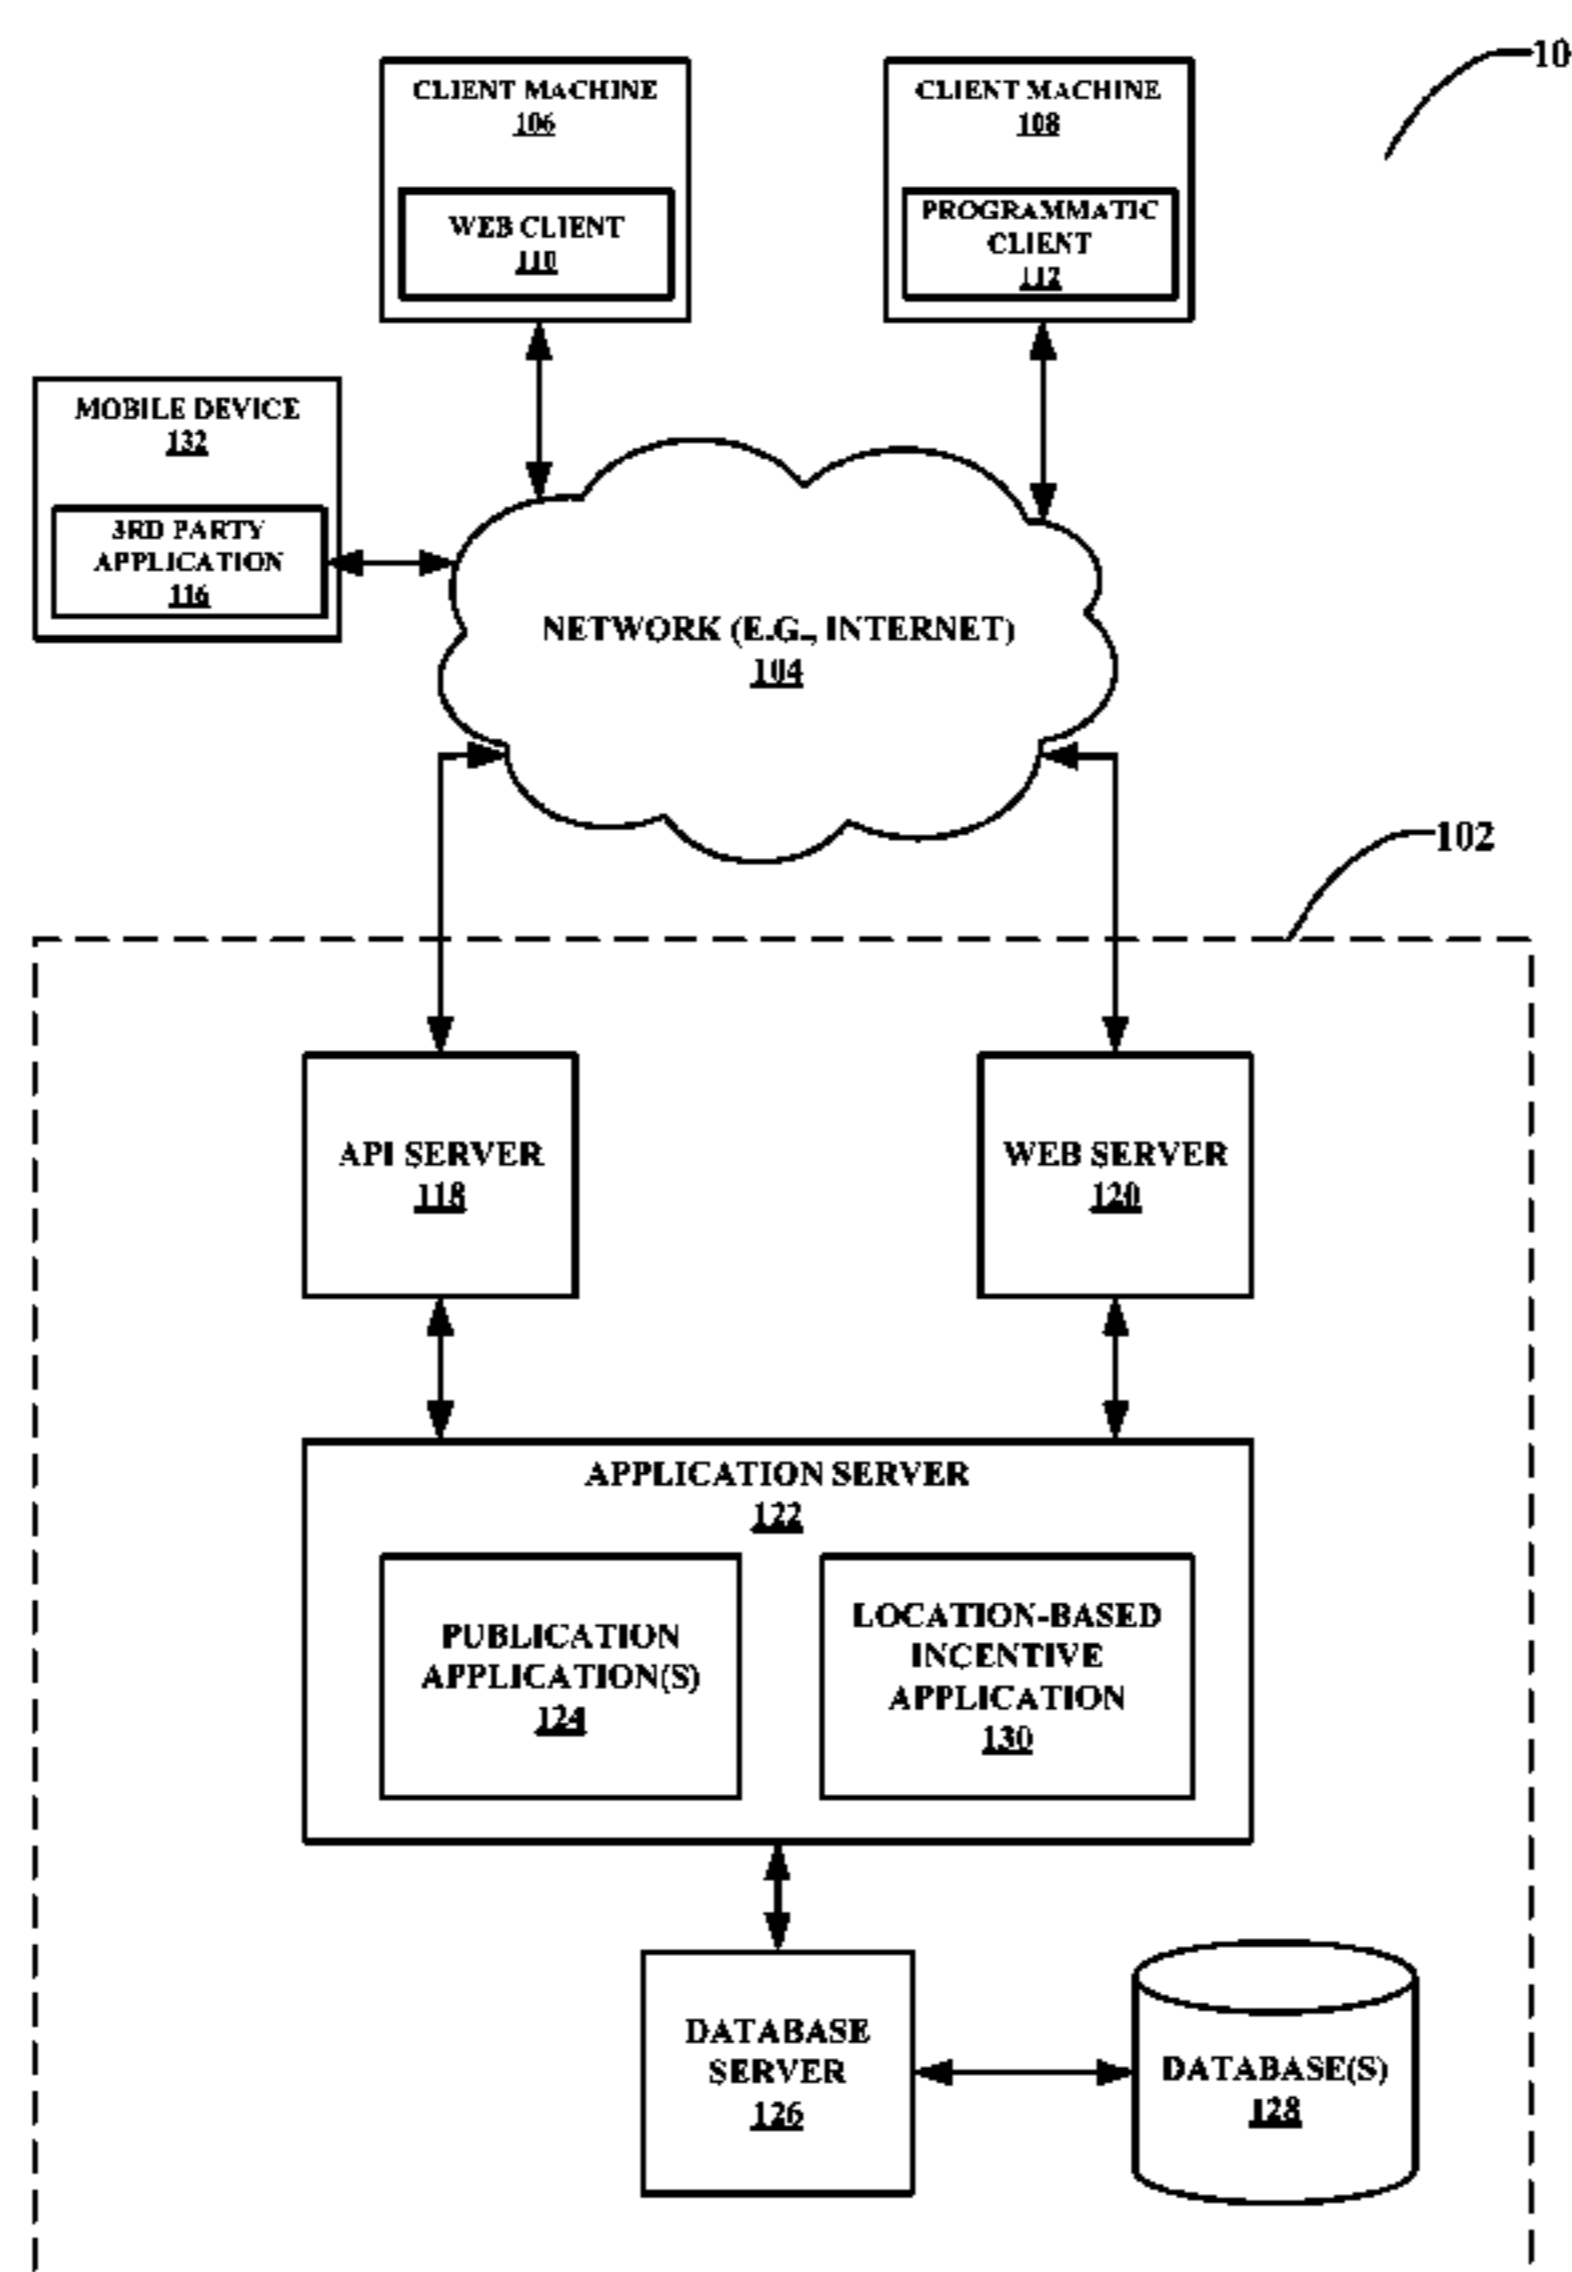 10
CLIENT MACHINE
106
WEB CLIENT
110
CLIENT MACHINE
108
PROGRAMMATIC
CLIENT
112
MOBILE DEVICE
132
3RD PARTY
APPLICATION
116
NETWORK (E.G., INTERNET)
104
102
API SERVER
118
WEB SERVER
120
APPLICATION SERVER
122
PUBLICATION
APPLICATION(S)
124
LOCATION-BASED
INCENTIVE
APPLICATION
130
DATABASE
SERVER
126
DATABASE(S)
128